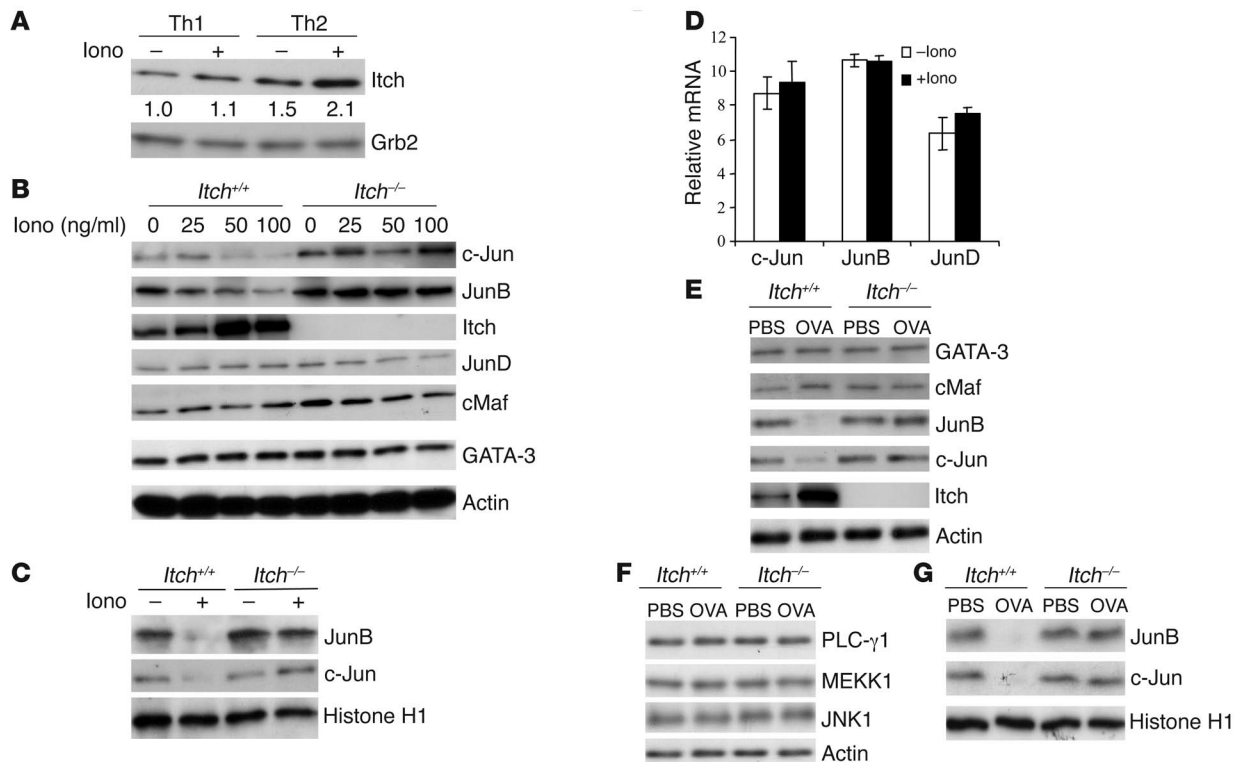 A
Th1 Th2
Iono – + – +
Itch
1.0 1.1 1.5 2.1
Grb2
B
Itch+/+ Itch–/–
Iono (ng/ml) 0 25 50 100 0 25 50 100
c-Jun
JunB
Itch
JunD
cMaf
GATA-3
Actin
C
Itch+/+ Itch–/–
Iono – + – +
JunB
c-Jun
Histone H1
D
Relative mRNA
12
10
8
6
4
2
0
–Iono
+Iono
c-Jun JunB JunD
E
Itch+/+ Itch–/–
PBS OVA PBS OVA
GATA-3
cMaf
JunB
c-Jun
Itch
Actin
F
Itch+/+ Itch–/–
PBS OVA PBS OVA
PLC-γ1
MEKK1
JNK1
Actin
G
Itch+/+ Itch–/–
PBS OVA PBS OVA
JunB
c-Jun
Histone H1